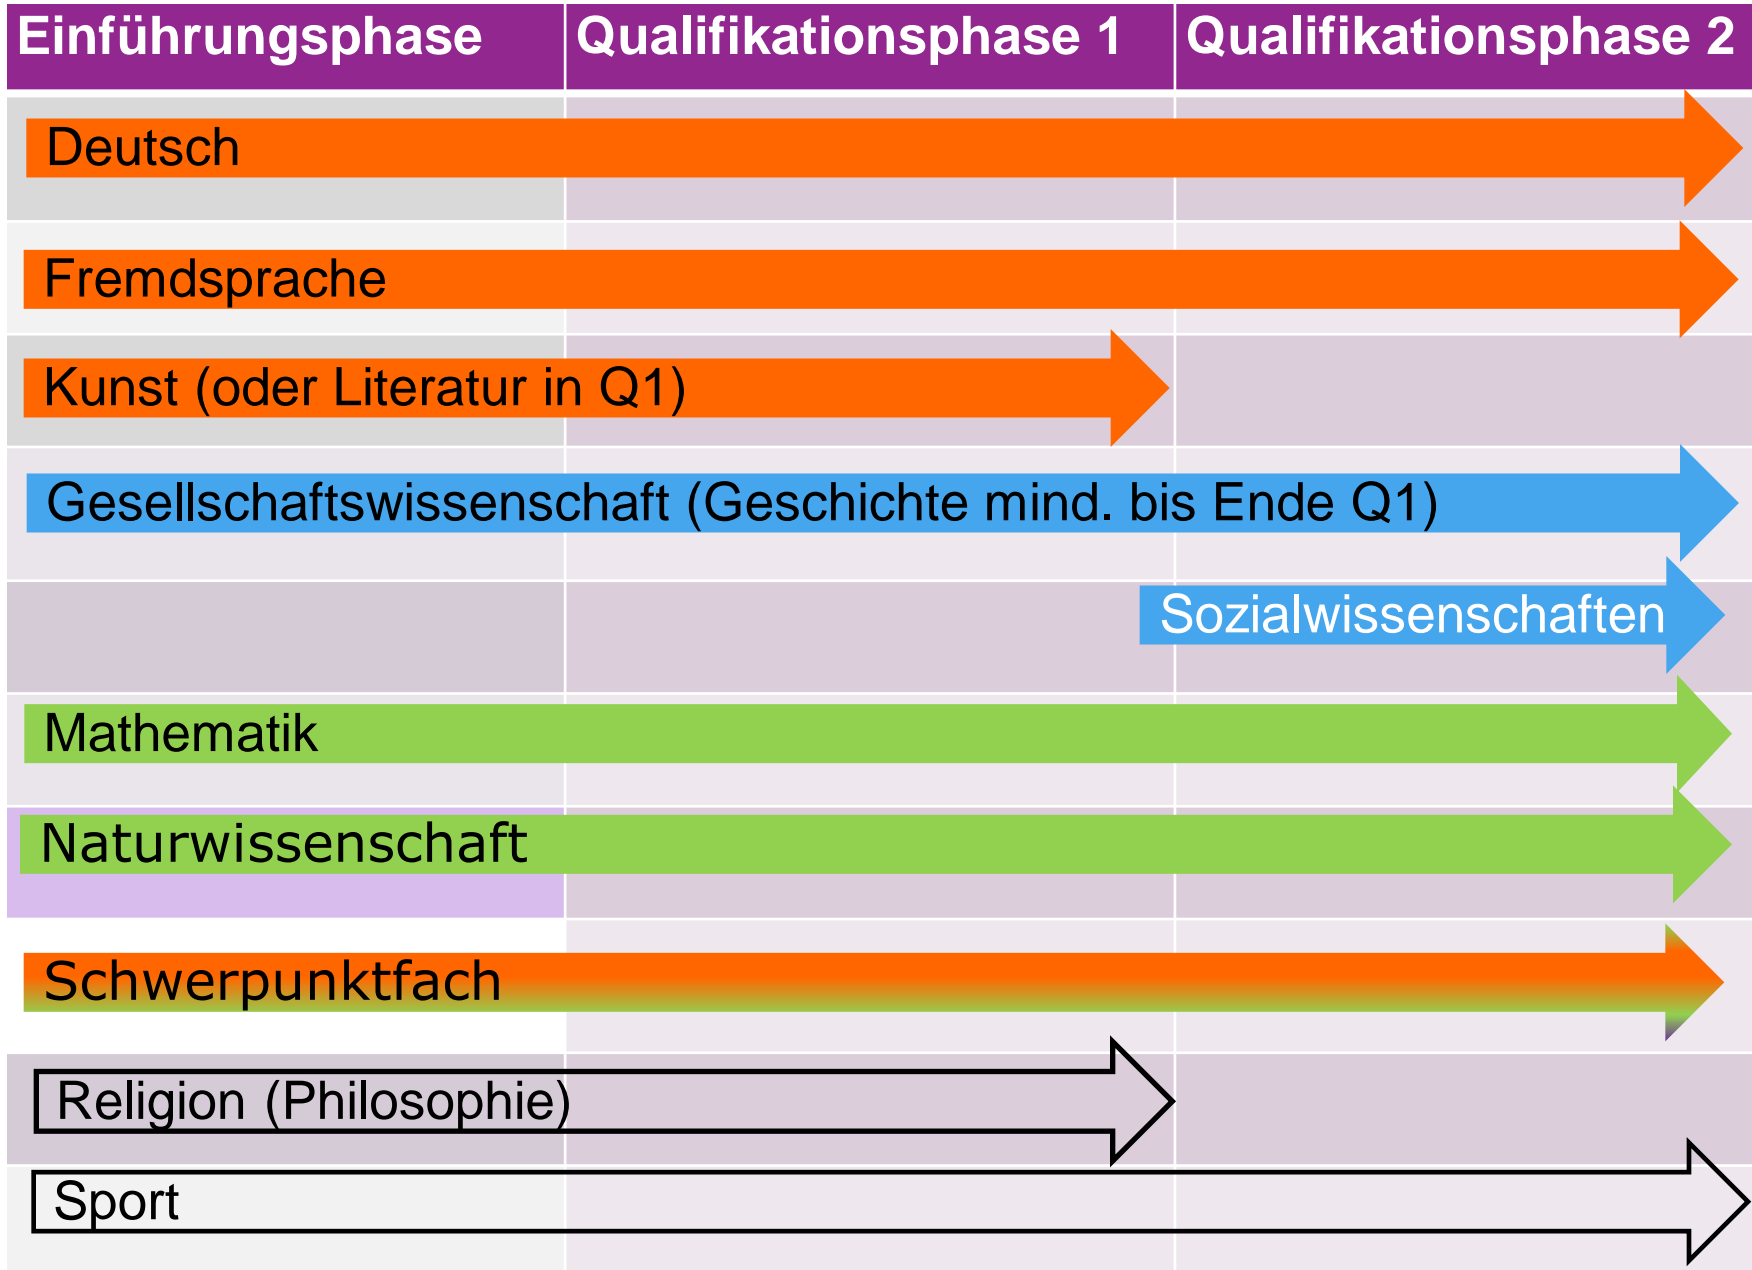 Einführungsphase
Qualifikationsphase 1
Qualifikationsphase 2
Deutsch
Fremdsprache
Kunst (oder Literatur in Q1)
Gesellschaftswissenschaft (Geschichte mind. bis Ende Q1)
Sozialwissenschaften
Mathematik
Naturwissenschaft
Schwerpunktfach
Religion (Philosophie)
Sport